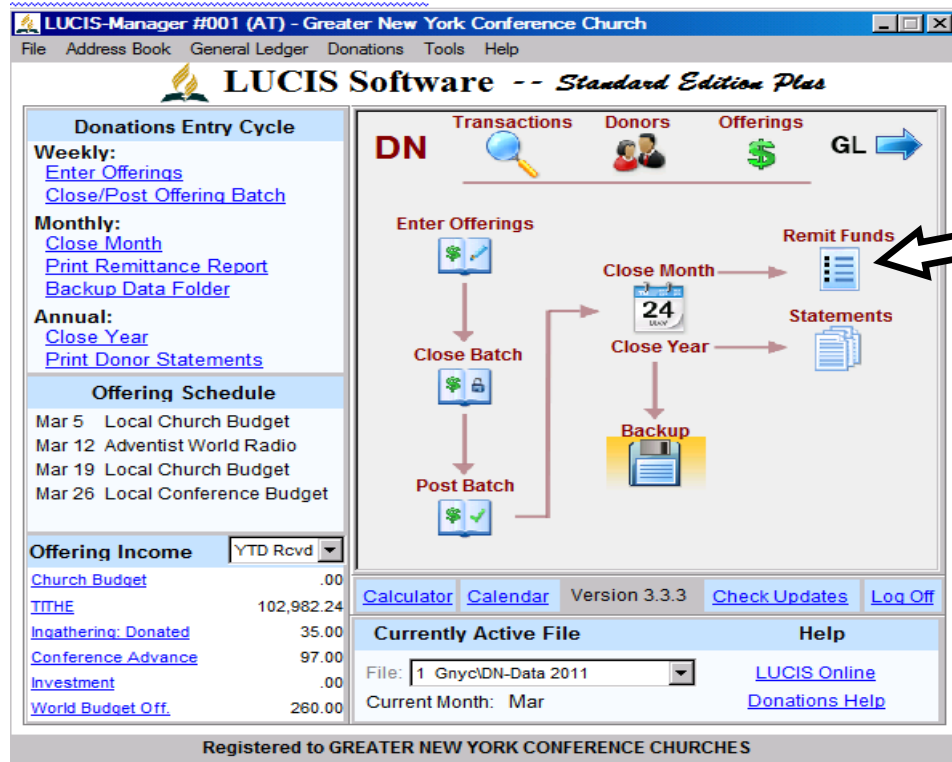 LUCIS-Manager #001 (AT) - Greater New York Conference Church
File Address Book General Ledger Donations Tools Help
LUCIS Software -- Standard Edition Plus
Donations Entry Cycle
Weekly:
Enter Offerings
Close/Post Offering Batch
Monthly:
Close Month
Print Remittance Report
Backup Data Folder
Annual:
Close Year
Print Donor Statements
Offering Schedule
Mar 5 Local Church Budget
Mar 12 Adventist World Radio
Mar 19 Local Church Budget
Mar 26 Local Conference Budget
Offering Income YTD Rcvd
Church Budget .00
TITHE 102,982.24
Ingathering: Donated 35.00
Conference Advance 97.00
Investment .00
World Budget Off. 260.00
Transactions Donors Offerings
DN GL
Enter Offerings
Remit Funds
Close Month
24
MAY
Statements
Close Year
Close Batch
Backup
Post Batch
Calculator Calendar Version 3.3.3 Check Updates Log Off
Currently Active File Help
File: 1 Gnyc\DN-Data 2011 LUCIS Online
Current Month: Mar Donations Help
Registered to GREATER NEW YORK CONFERENCE CHURCHES